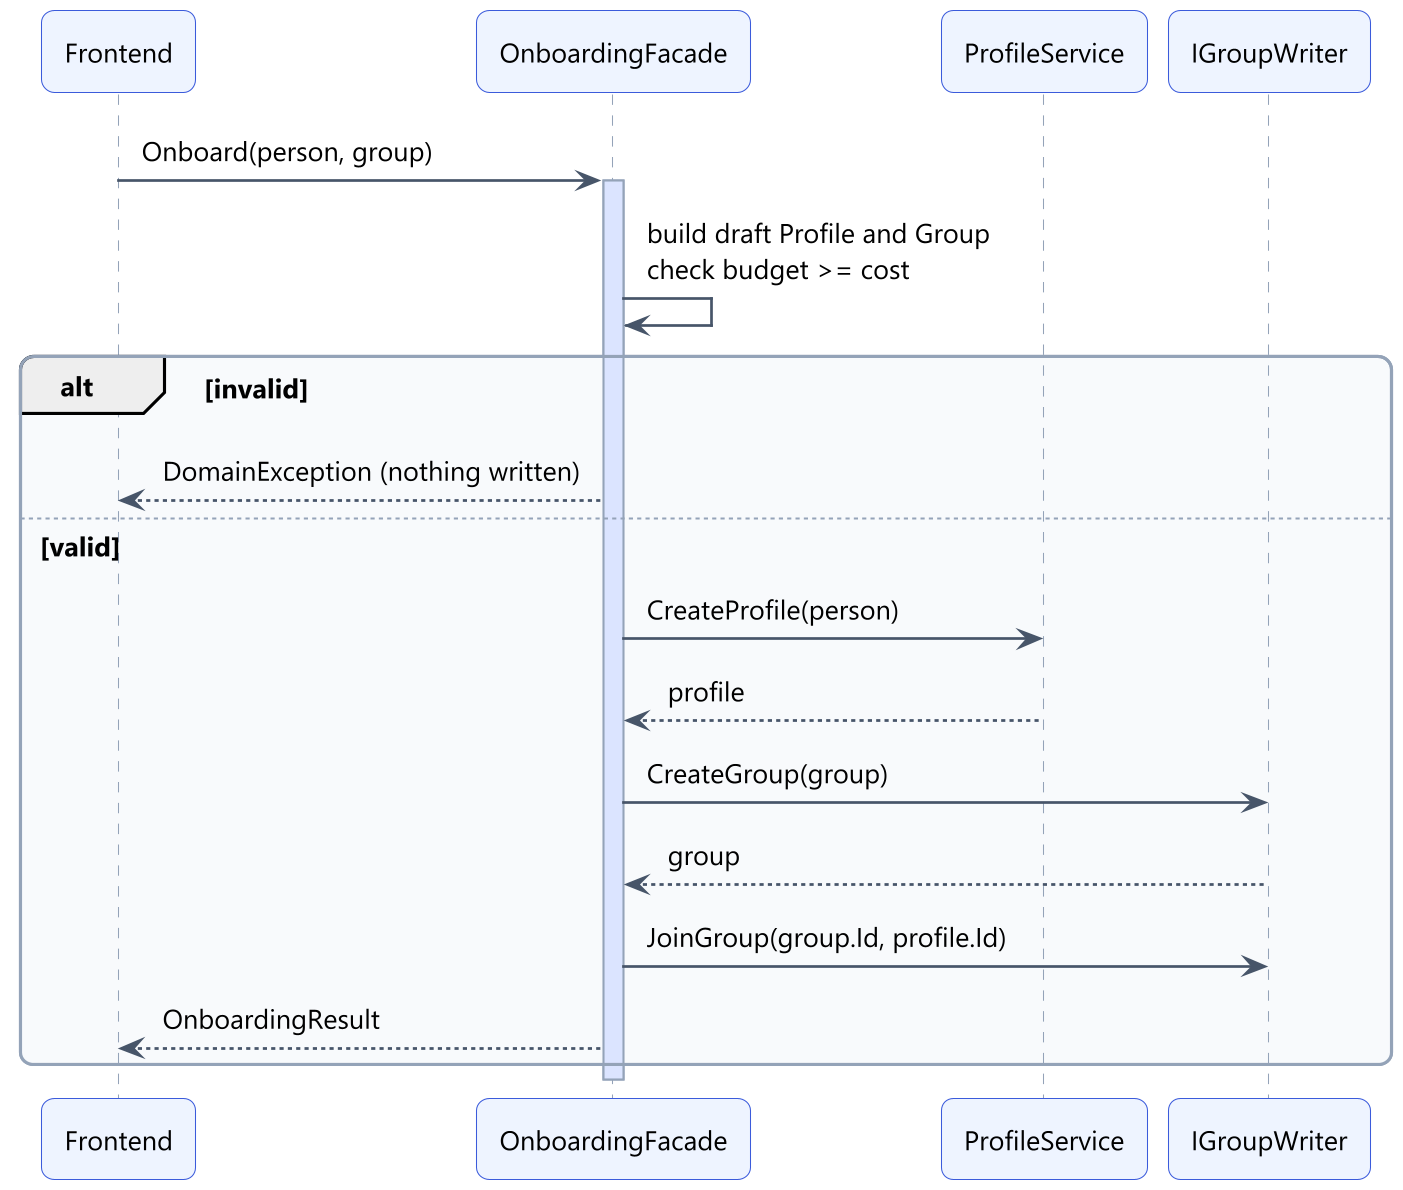 Frontend
OnboardingFacade
ProfileService
IGroupWriter
Onboard(person, group)
build draft Profile and Group
check budget >= cost
alt
[invalid]
DomainException (nothing written)
[valid]
CreateProfile(person)
profile
CreateGroup(group)
group
JoinGroup(group.Id, profile.Id)
OnboardingResult
Frontend
OnboardingFacade
ProfileService
IGroupWriter